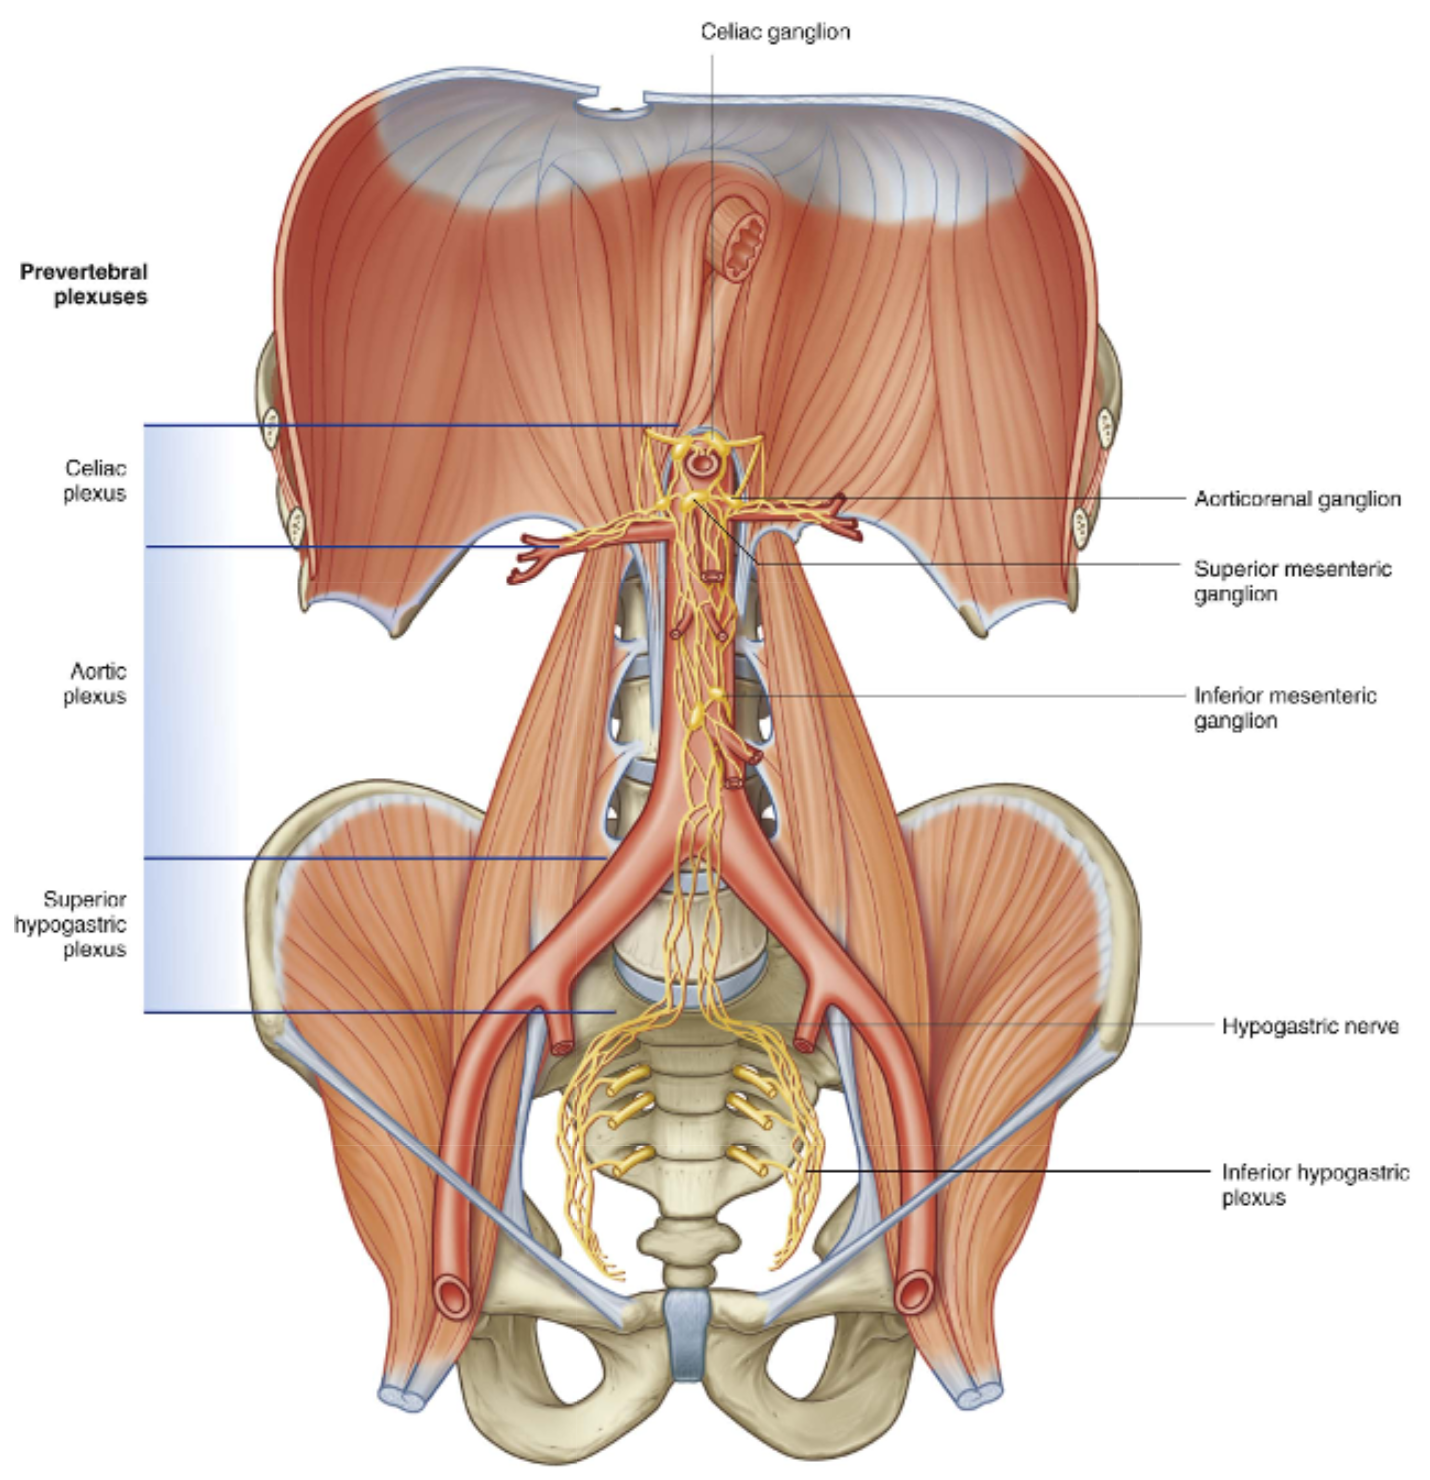 Celiac ganglion
Prevertebral
plexuses
Celiac
plexus
Aorticorenal ganglion
Superior mesenteric
ganglion
Aortic
plexus
Inferior mesenteric
ganglion
Superior
hypogastric
plexus
Hypogastric nerve
Inferior hypogastric
plexus